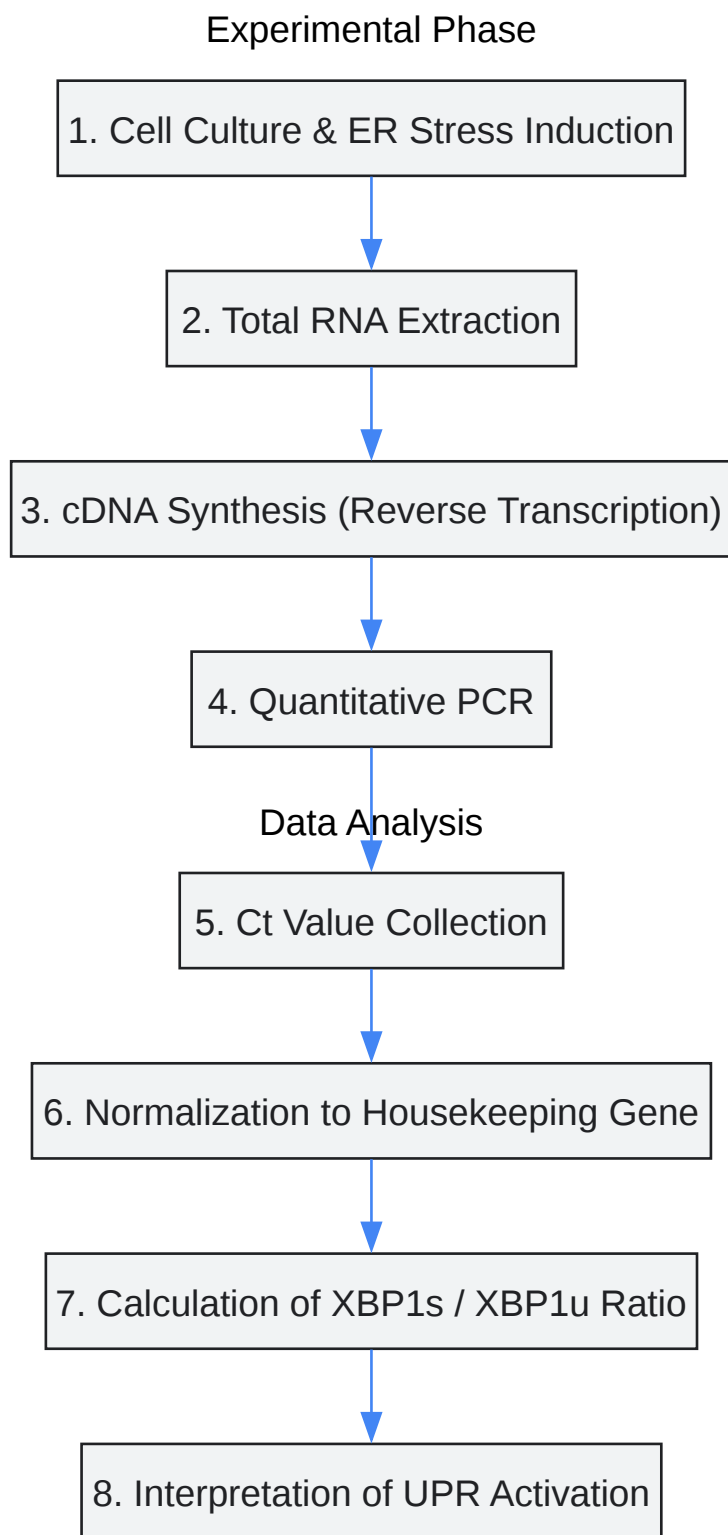 Experimental Phase
1. Cell Culture & ER Stress Induction
2. Total RNA Extraction
3. cDNA Synthesis (Reverse Transcription)
4. Quantitative PCR
Data Analysis
5. Ct Value Collection
6. Normalization to Housekeeping Gene
7. Calculation of XBP1s / XBP1u Ratio
8. Interpretation of UPR Activation